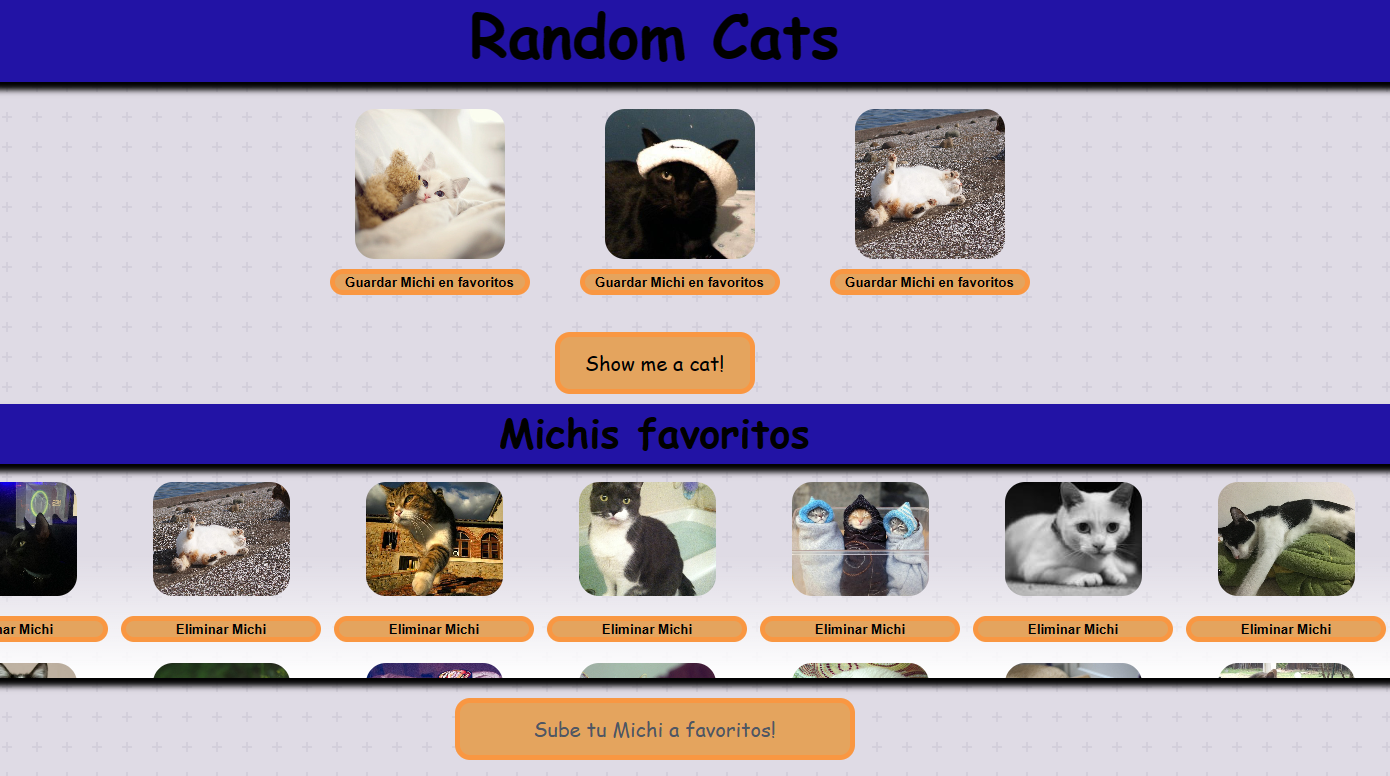 Random Cats
Guardar Michi en favoritos
Guardar Michi en favoritos
Guardar Michi en favoritos
Show me a cat!
Michis favoritos
nar Michi
Eliminar Michi
Eliminar Michi
Eliminar Michi
Eliminar Michi
Eliminar Michi
Eliminar Michi
Sube tu Michi a favoritos!